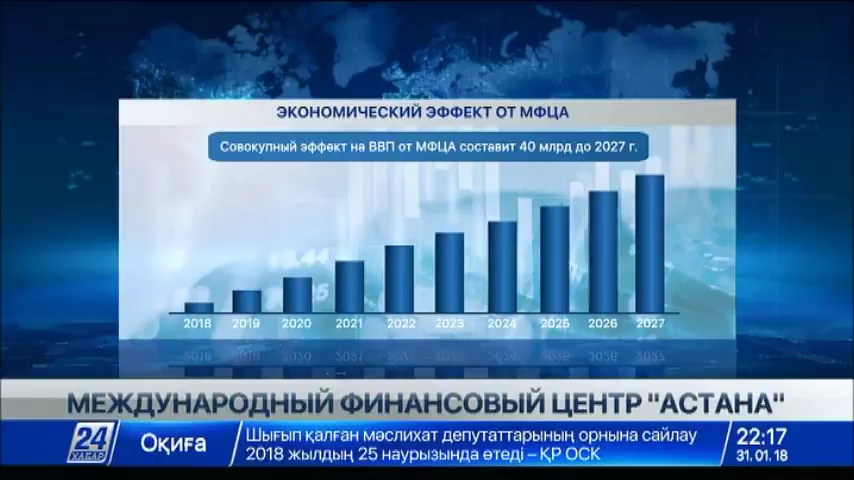 ЭКОНОМИЧЕСКИЙ ЭФФЕКТ ОТ МФЦА
Совокупный эффект на ВВП от МФЦА составит 40 млрд до 2027 г.
2018 2019 2020 2021 2022 2023 2024 2025 2026 2027
МЕЖДУНАРОДНЫЙ ФИНАНСОВЫЙ ЦЕНТР "АСТАНА"
24
ХАБАР
Оқиға
Шығып қалған мәслихат депутаттарының орнына сайлау
2018 жылдың 25 наурызында өтеді – ҚР ОСК
22:17
31.01.18